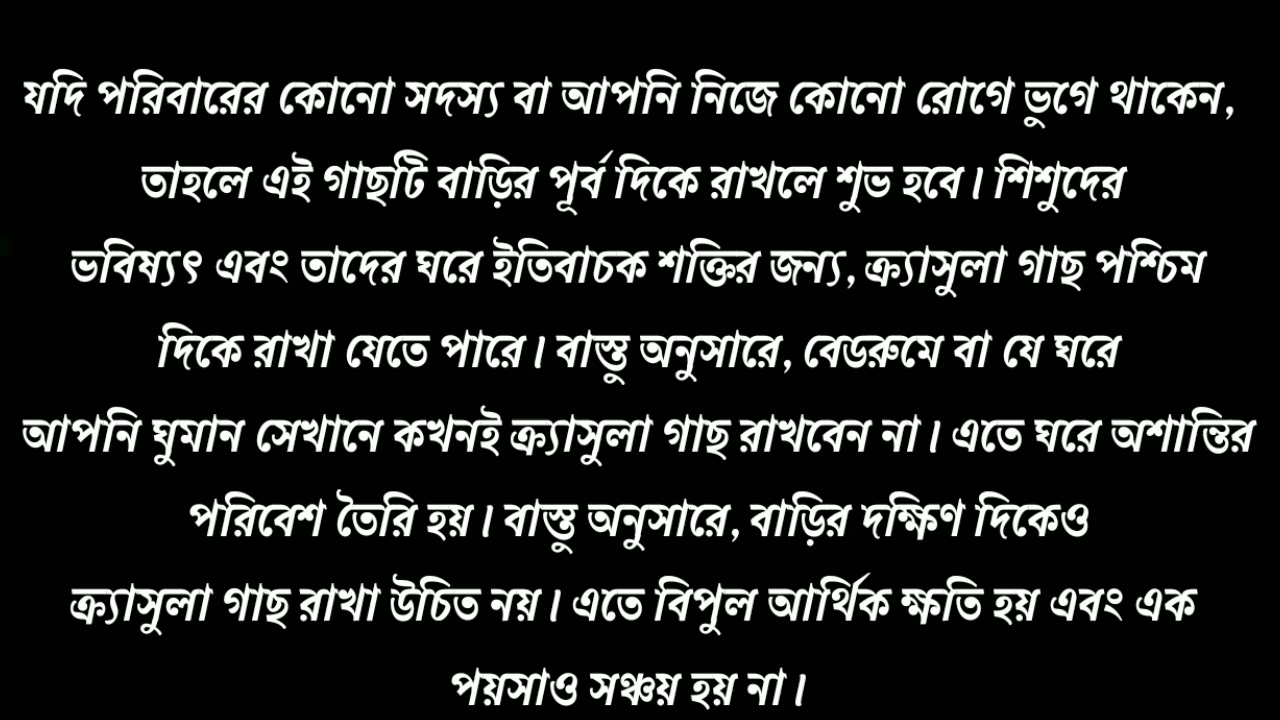 যদি পরিবারের কোনো সদস্য বা আপনি নিজে কোনো রোগে ভুগে থাকেন,
তাহলে এই গাছটি বাড়ির পূর্ব দিকে রাখলে শুভ হবে। শিশুদের
ভবিষ্যৎ এবং তাদের ঘরে ইতিবাচক শক্তির জন্য, ক্র্যাসুলা গাছ পশ্চিম
দিকে রাখা যেতে পারে। বাস্তু অনুসারে, বেডরুমে বা যে ঘরে
আপনি ঘুমান সেখানে কখনই ক্র্যাসুলা গাছ রাখবেন না। এতে ঘরে অশান্তির
পরিবেশ তৈরি হয়। বাস্তু অনুসারে, বাড়ির দক্ষিণ দিকেও
ক্র্যাসুলা গাছ রাখা উচিত নয়। এতে বিপুল আর্থিক ক্ষতি হয় এবং এক
পয়সাও সঞ্চয় হয় না।